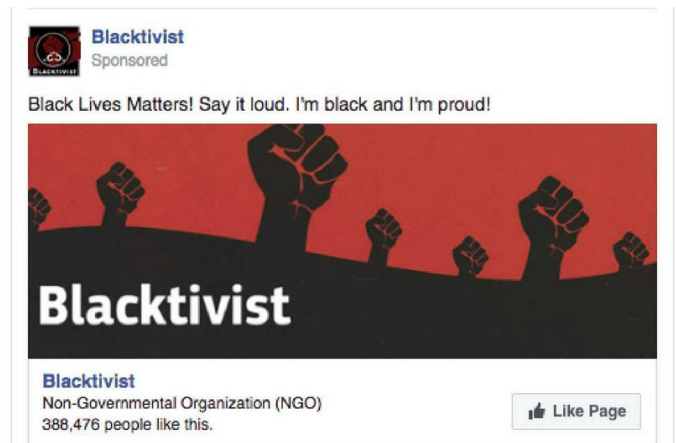 Blacktivist
Sponsored
BLACKTIVIST
Black Lives Matters! Say it loud. I'm black and I'm proud!
Blacktivist
Blacktivist
Non-Governmental Organization (NGO)
388,476 people like this.
Like Page